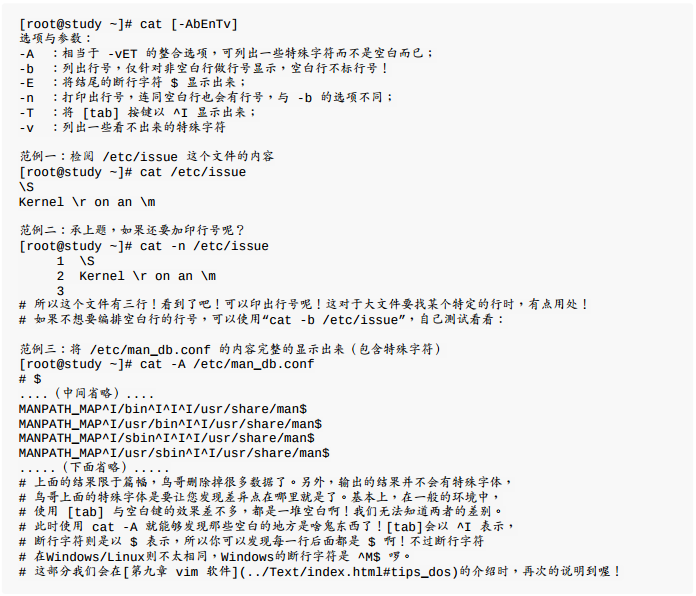 [root@study ~]# cat [-AbEnTv]
选项与参数：
-A  ：相当于 -vET 的整合选项，可列出一些特殊字符而不是空白而已；
-b  ：列出行号，仅针对非空白行做行号显示，空白行不标行号！
-E  ：将结尾的断行字符 $ 显示出来；
-n  ：打印出行号，连同空白行也会有行号，与 -b 的选项不同；
-T  ：将 [tab] 按键以 ^I 显示出来；
-v  ：列出一些看不出来的特殊字符
范例一：检阅 /etc/issue 这个文件的内容
[root@study ~]# cat /etc/issue
\S
Kernel \r on an \m
范例二：承上题，如果还要加印行号呢？
[root@study ~]# cat -n /etc/issue
     1  \S
     2  Kernel \r on an \m
     3
# 所以这个文件有三行！看到了吧！可以印出行号呢！这对于大文件要找某个特定的行时，有点用处！
# 如果不想要编排空白行的行号，可以使用“cat -b /etc/issue”，自己测试看看：
范例三：将 /etc/man_db.conf 的内容完整的显示出来（包含特殊字符）
[root@study ~]# cat -A /etc/man_db.conf
# $
....（中间省略）....
MANPATH_MAP^I/bin^I^I^I/usr/share/man$
MANPATH_MAP^I/usr/bin^I^I/usr/share/man$
MANPATH_MAP^I/sbin^I^I^I/usr/share/man$
MANPATH_MAP^I/usr/sbin^I^I/usr/share/man$
.....（下面省略）.....
# 上面的结果限于篇幅，鸟哥删除掉很多数据了。另外，输出的结果并不会有特殊字体，
# 鸟哥上面的特殊字体是要让您发现差异点在哪里就是了。基本上，在一般的环境中，
# 使用 [tab] 与空白键的效果差不多，都是一堆空白啊！我们无法知道两者的差别。
# 此时使用 cat -A 就能够发现那些空白的地方是啥鬼东西了！[tab]会以 ^I 表示，
# 断行字符则是以 $ 表示，所以你可以发现每一行后面都是 $ 啊！不过断行字符
# 在Windows/Linux则不太相同，Windows的断行字符是 ^M$ 啰。
# 这部分我们会在[第九章 vim 软件](../Text/index.html#tips_dos)的介绍时，再次的说明到喔！